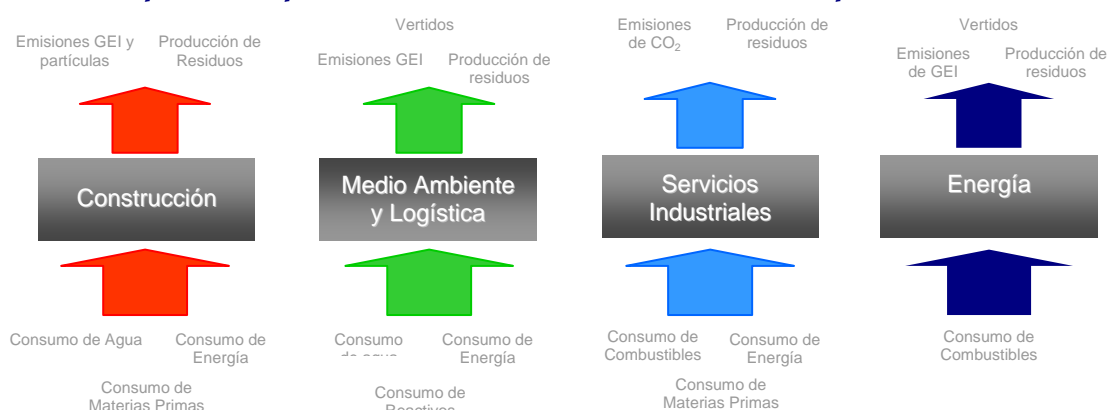 Emisiones GEI y
partículas
Producción de
Residuos
Vertidos
Emisiones GEI
Producción de
residuos
Emisiones
de CO2
Producción de
residuos
Vertidos
Emisiones
de GEI
Producción de
residuos
Construcción
Medio Ambiente
y Logística
Servicios
Industriales
Energía
Consumo de Agua
Consumo de
Energía
Consumo de
Materias Primas
Consumo
de agua
Consumo de
Energía
Consumo de
Reactivos
Consumo de
Combustibles
Consumo de
Energía
Consumo de
Materias Primas
Consumo de
Combustibles